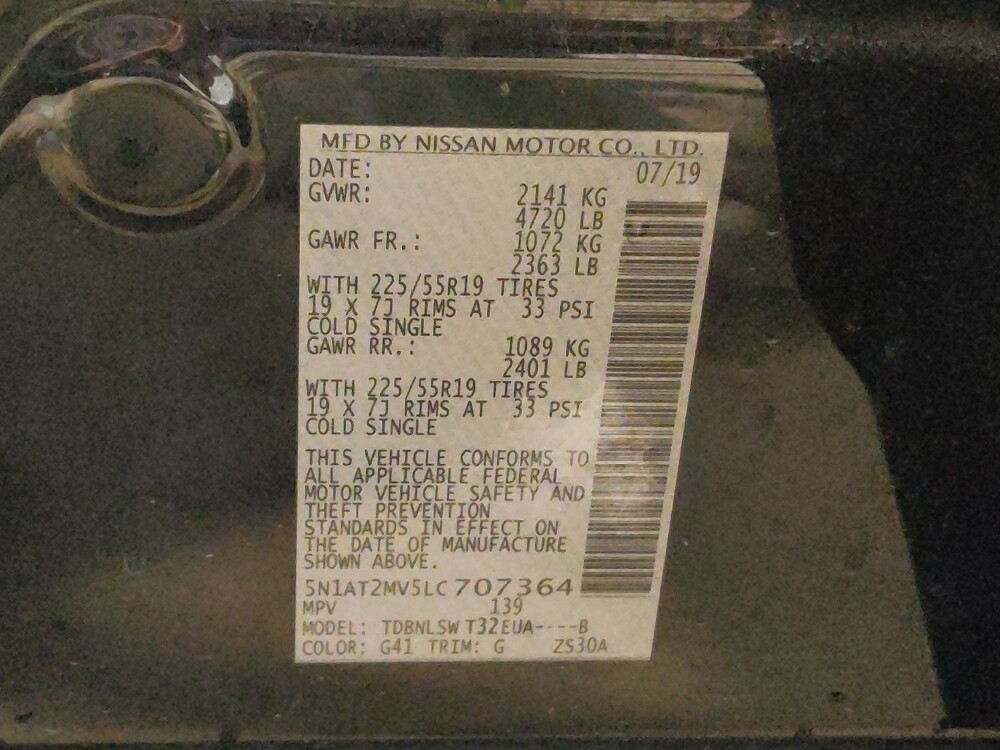 MFD BY NISSAN MOTOR CO., LTD.
DATE: 07/19
GVWR: 2141 KG
4720 LB
GAWR FR.: 1072 KG
2363 LB
WITH 225/55R19 TIRES
19 X 7J RIMS AT 33 PSI
COLD SINGLE
GAWR RR.: 1089 KG
2401 LB
WITH 225/55R19 TIRES
19 X 7J RIMS AT 33 PSI
COLD SINGLE
THIS VEHICLE CONFORMS TO
ALL APPLICABLE FEDERAL
MOTOR VEHICLE SAFETY AND
THEFT PREVENTION
STANDARDS IN EFFECT ON
THE DATE OF MANUFACTURE
SHOWN ABOVE.
5N1AT2MV5LC707364
MPV 139
MODEL: TDBNLSW T32EUA----B
COLOR: G41 TRIM: G ZS30A